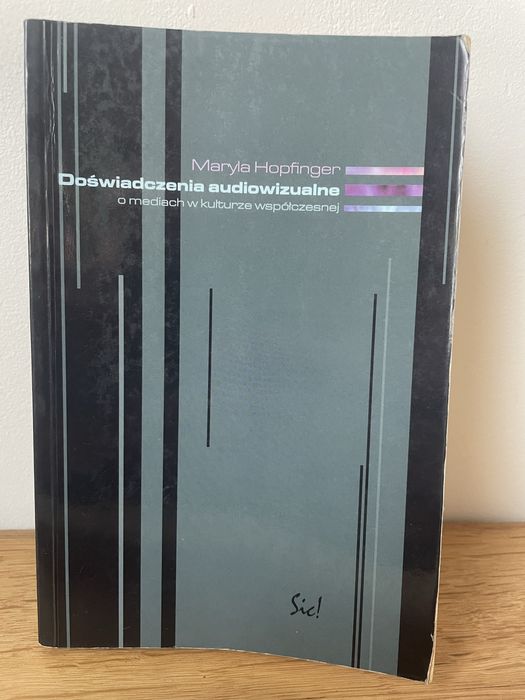 Maryla Hopfinger
Doświadczenia audiowizualne
o mediach w kulturze współczesnej
Sic!